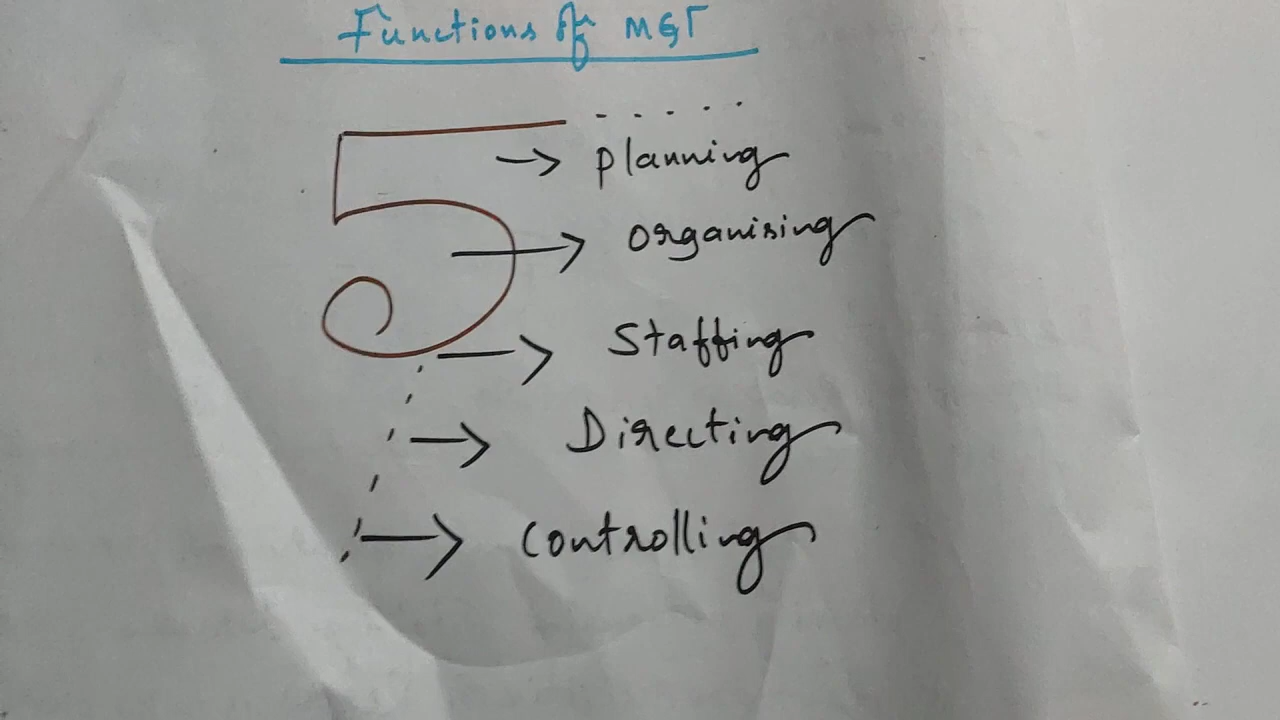 Functions of MGT
5
→ planning
→ organising
→ Staffing
→ Directing
→ controlling